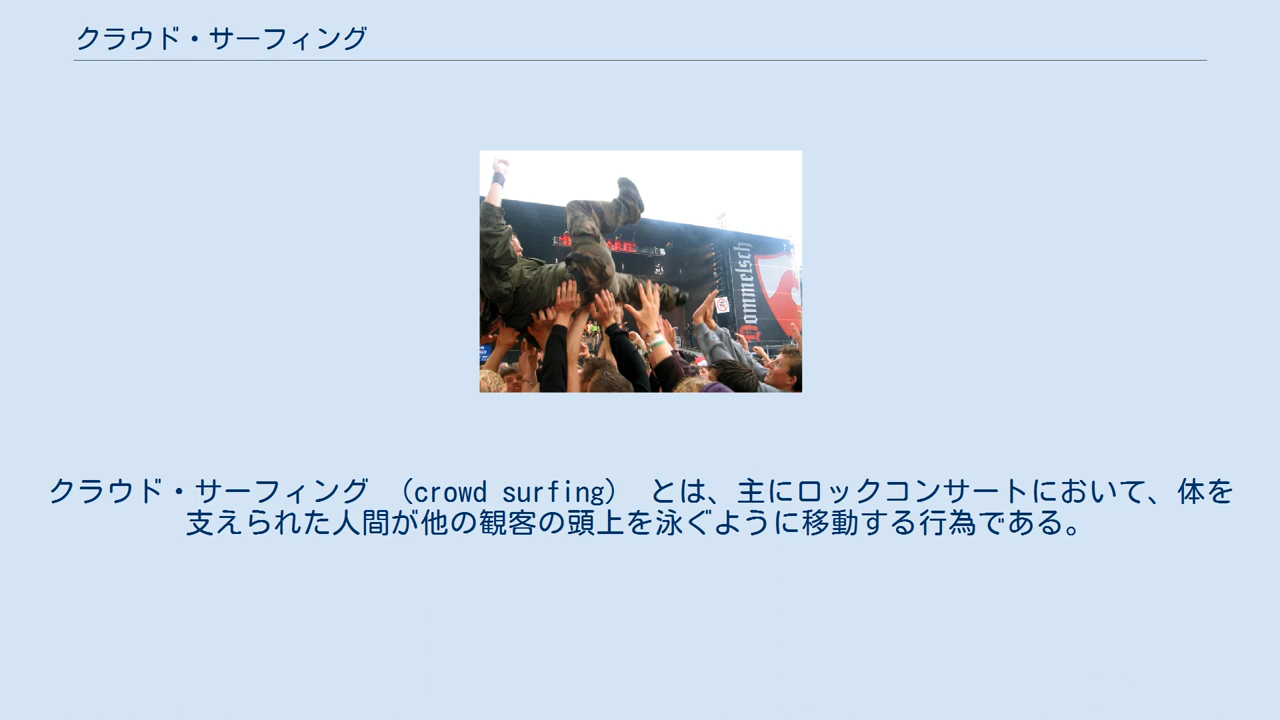 クラウド・サーフィング
ommelsch
クラウド・サーフィング （crowd surfing） とは、主にロックコンサートにおいて、体を
支えられた人間が他の観客の頭上を泳ぐように移動する行為である。